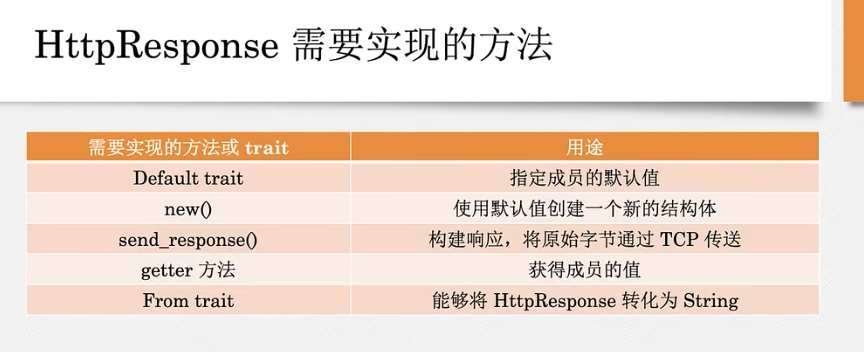 HttpResponse 需要实现的方法
需要实现的方法或 trait 用途
Default trait 指定成员的默认值
new() 使用默认值创建一个新的结构体
send_response() 构建响应，将原始字节通过 TCP 传送
getter 方法 获得成员的值
From trait 能够将 HttpResponse 转化为 String